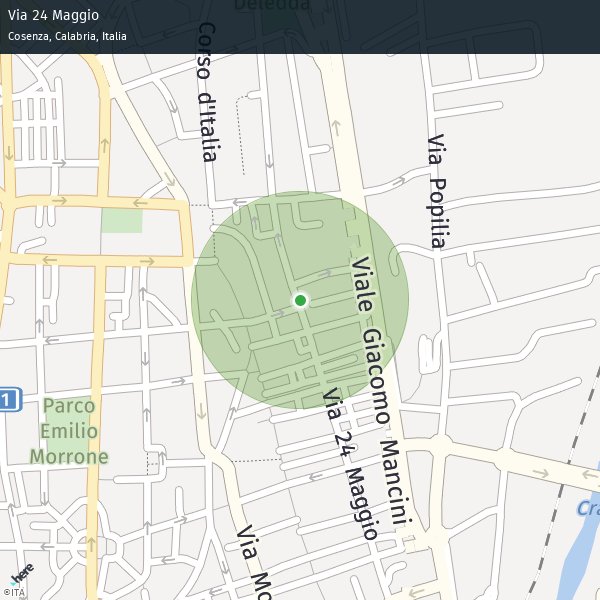 Via 24 Maggio
Cosenza, Calabria, Italia
Deledda
Corso d'Italia
Via Popilia
Viale Giacomo Mancini
1
Parco
Emilio
Morrone
Via 24 Maggio
Via Mo
Cra
here
©ITA